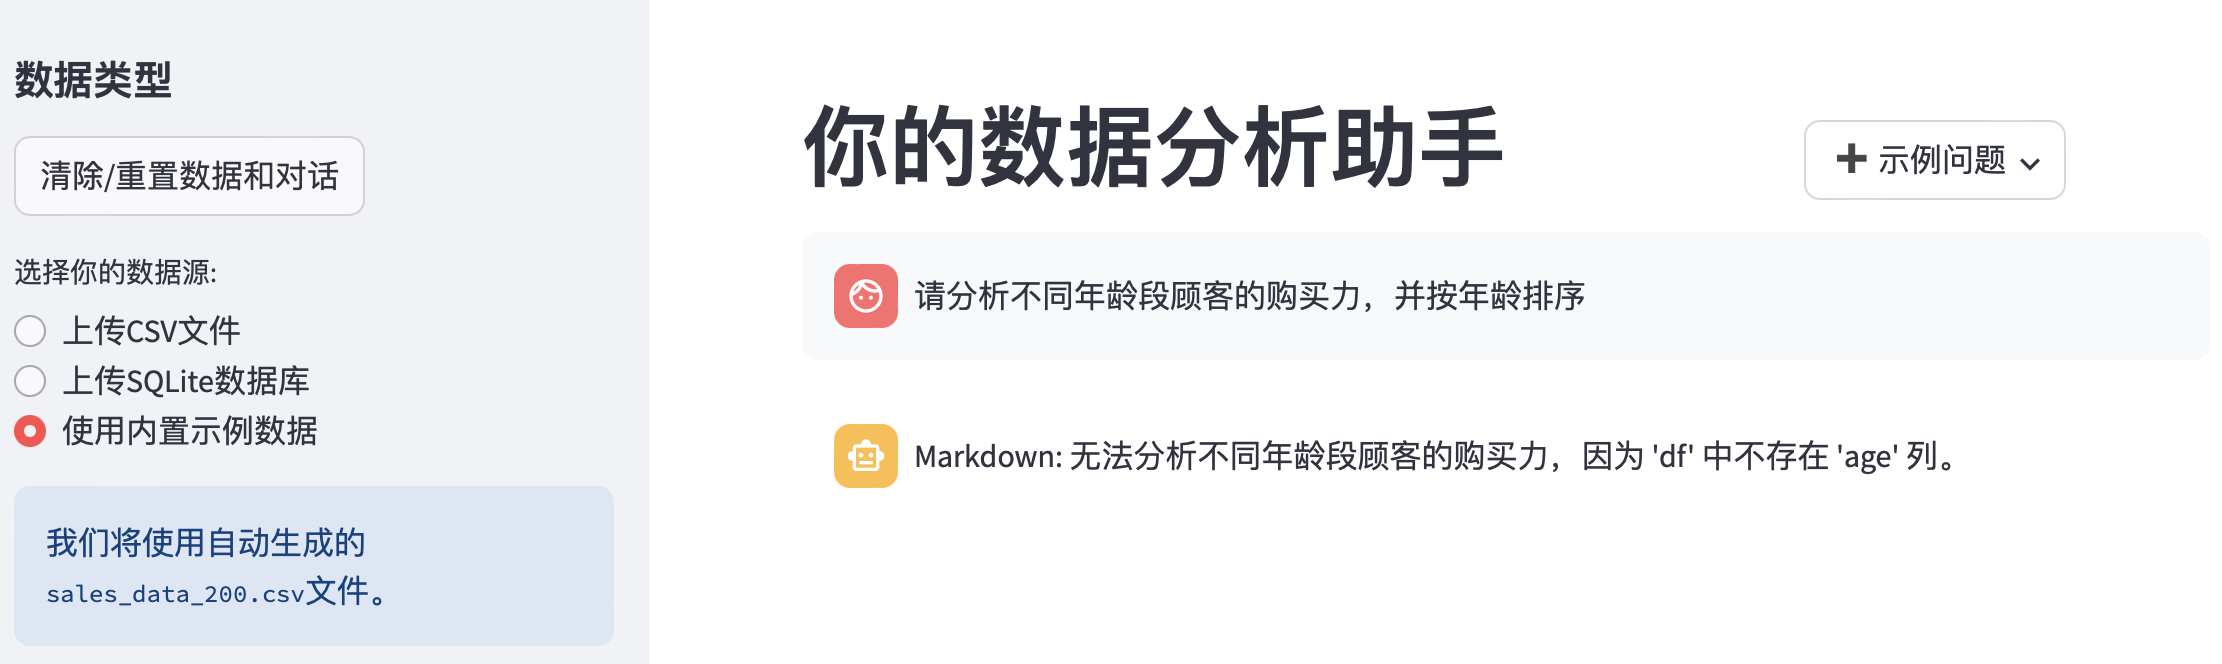 数据类型
清除/重置数据和对话
选择你的数据源:
上传CSV文件
上传SQLite数据库
使用内置示例数据
我们将使用自动生成的
sales_data_200.csv文件。
你的数据分析助手
示例问题
请分析不同年龄段顾客的购买力，并按年龄排序
Markdown: 无法分析不同年龄段顾客的购买力，因为 'df' 中不存在 'age' 列。